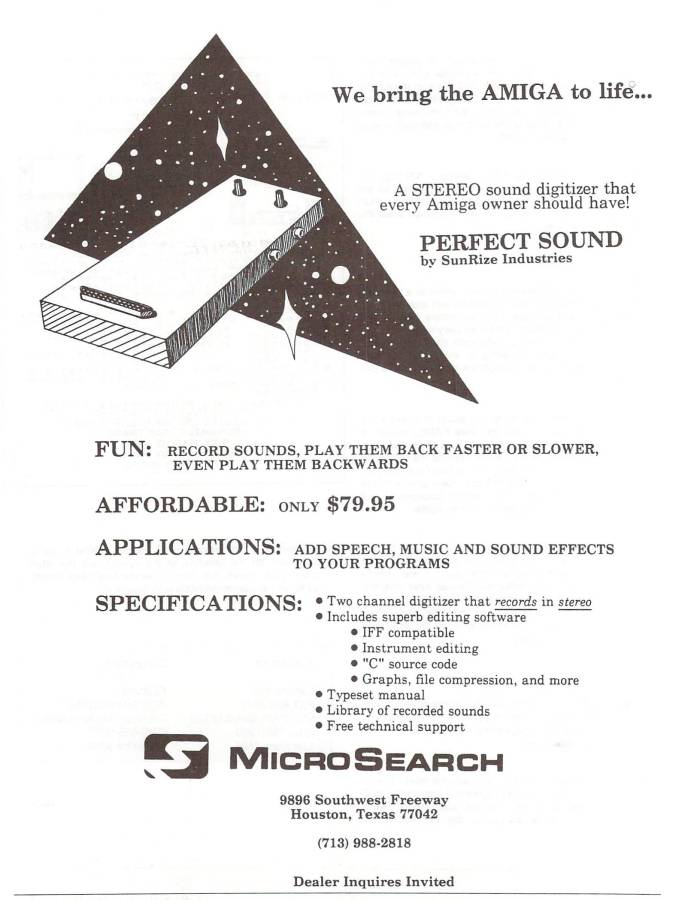 We bring the AMIGA to life...
A STEREO sound digitizer that
every Amiga owner should have!
PERFECT SOUND
by SunRize Industries
FUN: RECORD SOUNDS, PLAY THEM BACK FASTER OR SLOWER,
EVEN PLAY THEM BACKWARDS
AFFORDABLE: ONLY $79.95
APPLICATIONS: ADD SPEECH, MUSIC AND SOUND EFFECTS
TO YOUR PROGRAMS
SPECIFICATIONS: • Two channel digitizer that records in stereo
• Includes superb editing software
• IFF compatible
• Instrument editing
• "C" source code
• Graphs, file compression, and more
• Typeset manual
• Library of recorded sounds
• Free technical support
MICROSEARCH
9896 Southwest Freeway
Houston, Texas 77042
(713) 988-2818
Dealer Inquires Invited